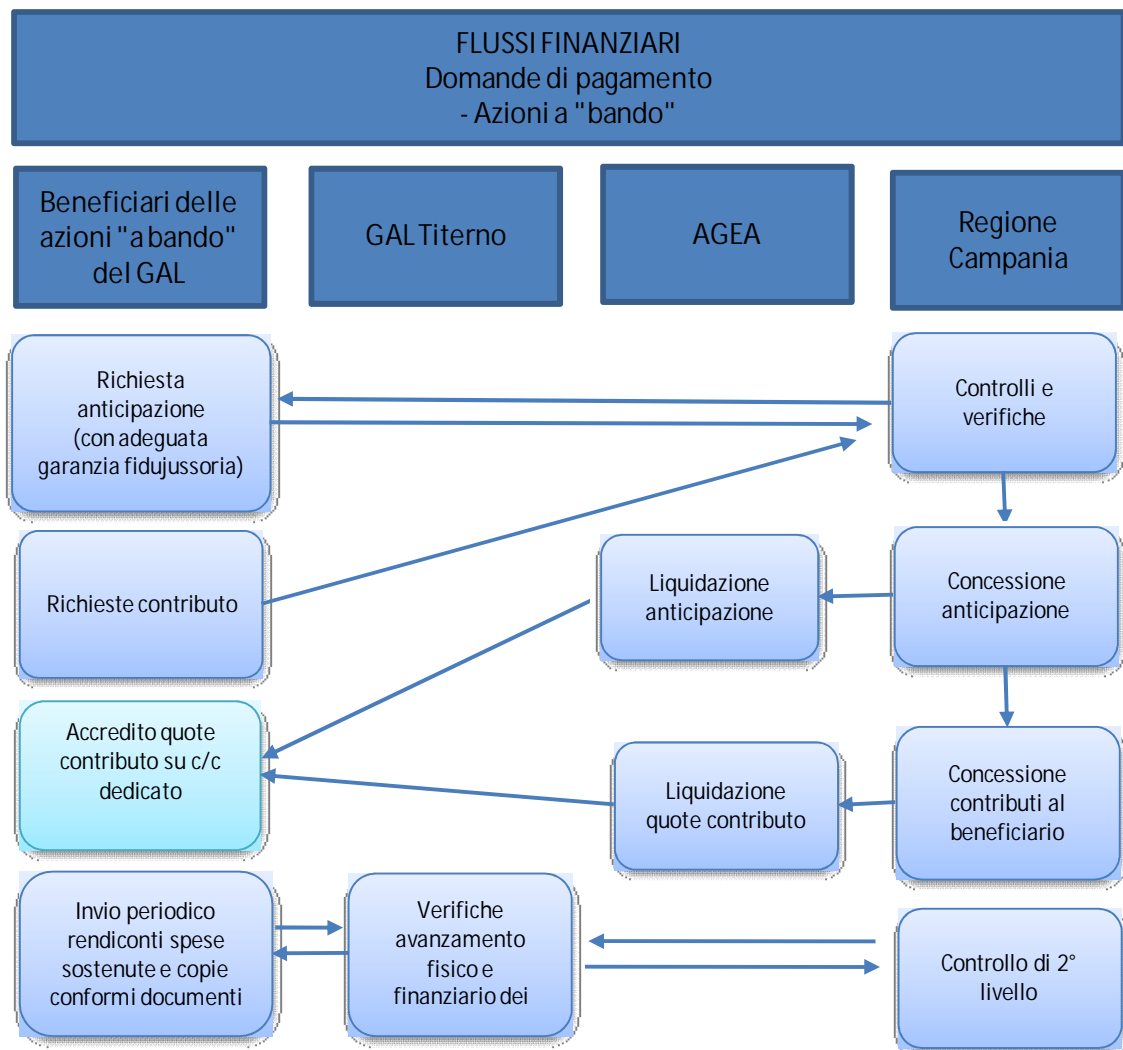 FLUSSI FINANZIARI
Domande di pagamento
- Azioni a "bando"
Beneficiari delle
azioni "a bando"
del GAL
GAL Titerno
AGEA
Regione
Campania
Richiesta
anticipazione
(con adeguata
garanzia fidujussoria)
Controlli e
verifiche
Richieste contributo
Liquidazione
anticipazione
Concessione
anticipazione
Accredito quote
contributo su c/c
dedicato
Liquidazione
quote contributo
Concessione
contributi al
beneficiario
Invio periodico
rendiconti spese
sostenute e copie
conformi documenti
Verifiche
avanzamento
fisico e
finanziario dei
Controllo di 2°
livello